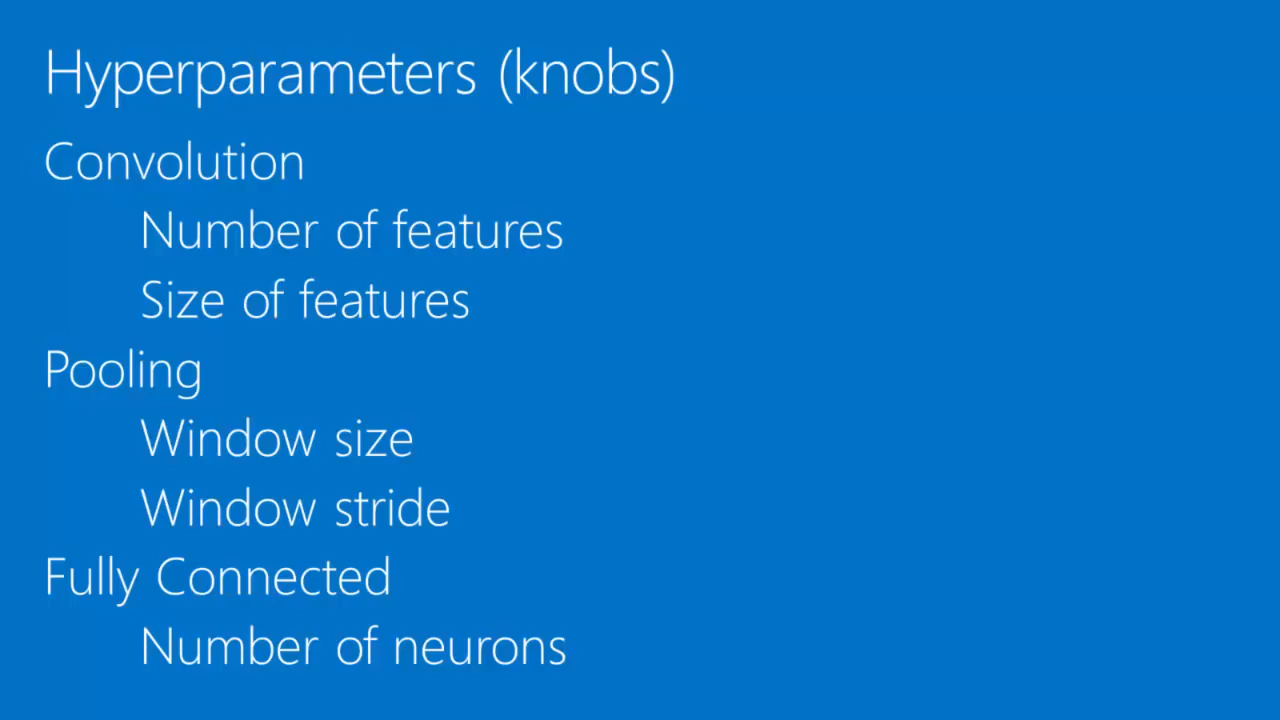 Hyperparameters (knobs)
Convolution
Number of features
Size of features
Pooling
Window size
Window stride
Fully Connected
Number of neurons